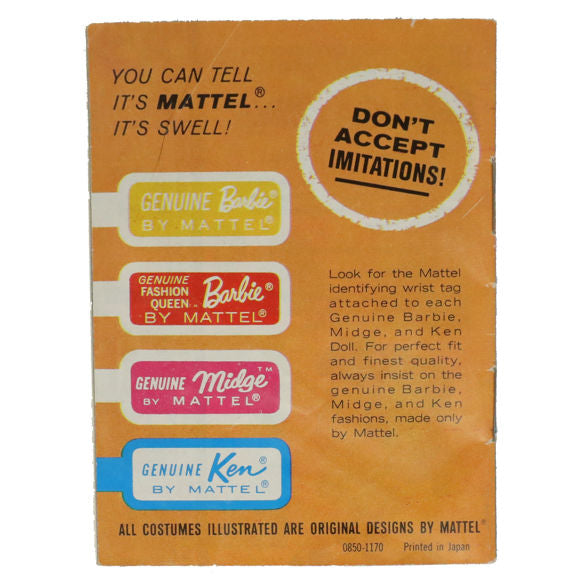 YOU CAN TELL
IT'S MATTEL®...
IT'S SWELL!
DON'T
ACCEPT
IMITATIONS!
GENUINE Barbie®
BY MATTEL®
GENUINE
FASHION
QUEEN.. Barbie®
BY MATTEL®
GENUINE Midge™
BY MATTEL®
GENUINE Ken®
BY MATTEL®
Look for the Mattel
identifying wrist tag
attached to each
Genuine Barbie,
Midge, and Ken
Doll. For perfect fit
and finest quality,
always insist on the
genuine Barbie,
Midge, and Ken
fashions, made only
by Mattel.
ALL COSTUMES ILLUSTRATED ARE ORIGINAL DESIGNS BY MATTEL®
0850-1170 Printed in Japan